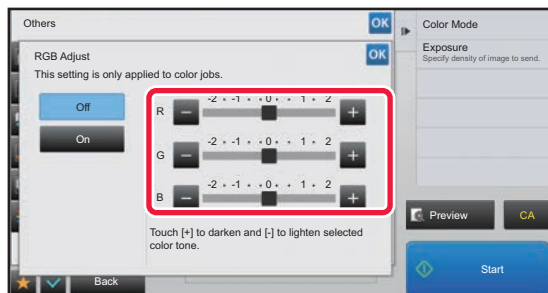 Others
OK
Color Mode
Exposure
Specify density of image to send.
RGB Adjust
OK
This setting is only applied to color jobs.
Off
On
-2 • -1 • • 0 • • 1 • 2
R
-2 • -1 • • 0 • • 1 • 2
G
-2 • -1 • • 0 • • 1 • 2
B
Touch [+] to darken and [-] to lighten selected
color tone.
Preview
CA
Back
Start